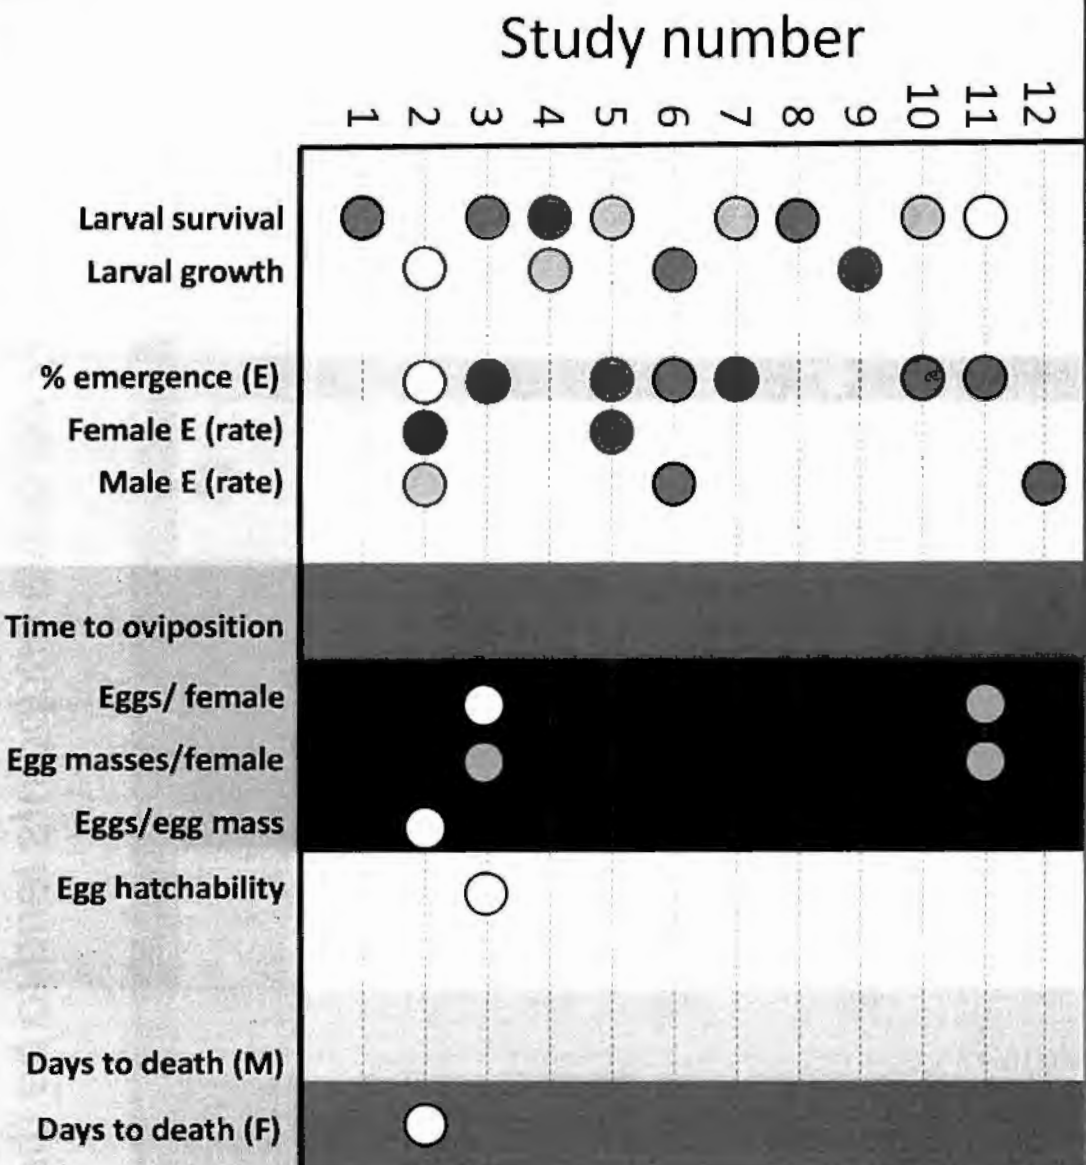 Study number
1 2 3 4 5 6 7 8 9 10 11 12
Larval survival
Larval growth
% emergence (E)
Female E (rate)
Male E (rate)
Time to oviposition
Eggs/ female
Egg masses/female
Eggs/egg mass
Egg hatchability
Days to death (M)
Days to death (F)